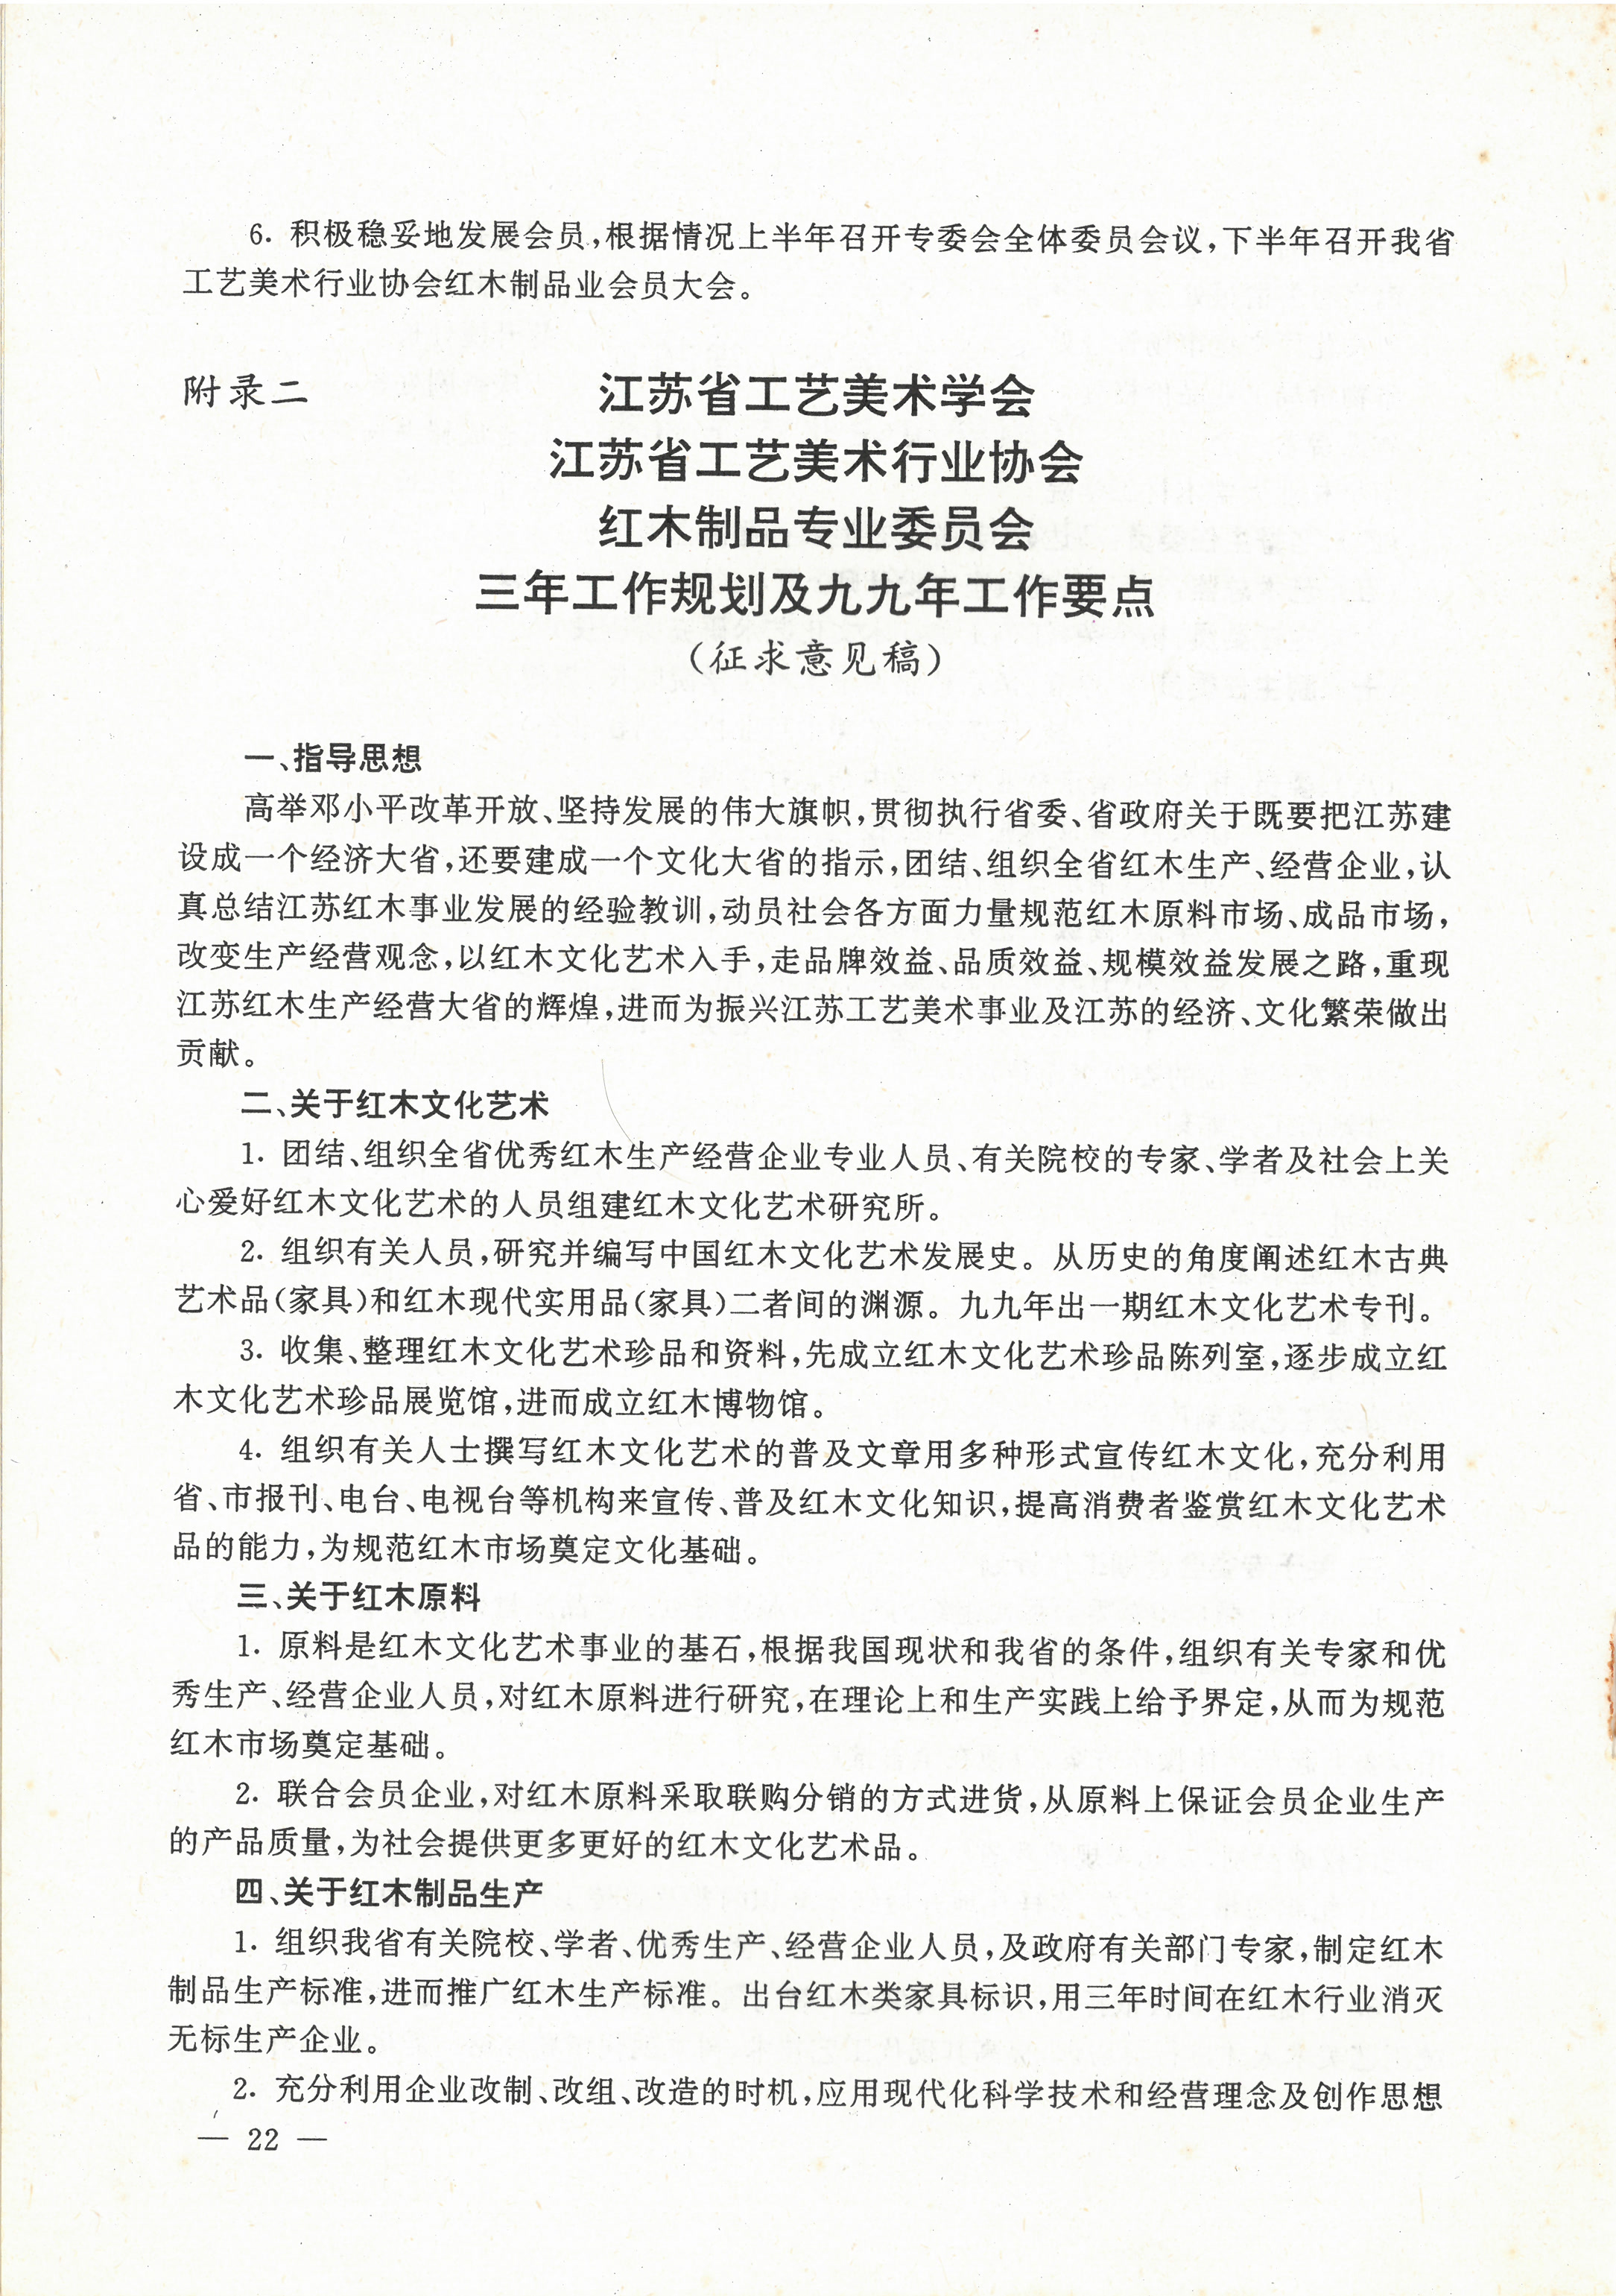 6. 积极稳妥地发展会员,根据情况上半年召开专委会全体委员会议,下半年召开我省
工艺美术行业协会红木制品业会员大会。
附录二
江苏省工艺美术学会
江苏省工艺美术行业协会
红木制品专业委员会
三年工作规划及九九年工作要点
(征求意见稿)
一、指导思想
高举邓小平改革开放、坚持发展的伟大旗帜,贯彻执行省委、省政府关于既要把江苏建
设成一个经济大省,还要建成一个文化大省的指示,团结、组织全省红木生产、经营企业,认
真总结江苏红木事业发展的经验教训,动员社会各方面力量规范红木原料市场、成品市场,
改变生产经营观念,以红木文化艺术入手,走品牌效益、品质效益、规模效益发展之路,重现
江苏红木生产经营大省的辉煌,进而为振兴江苏工艺美术事业及江苏的经济、文化繁荣做出
贡献。
二、关于红木文化艺术
1. 团结、组织全省优秀红木生产经营企业专业人员、有关院校的专家、学者及社会上关
心爱好红木文化艺术的人员组建红木文化艺术研究所。
2. 组织有关人员,研究并编写中国红木文化艺术发展史。从历史的角度阐述红木古典
艺术品(家具)和红木现代实用品(家具)二者间的渊源。九九年出一期红木文化艺术专刊。
3. 收集、整理红木文化艺术珍品和资料,先成立红木文化艺术珍品陈列室,逐步成立红
木文化艺术珍品展览馆,进而成立红木博物馆。
4. 组织有关人士撰写红木文化艺术的普及文章用多种形式宣传红木文化,充分利用
省、市报刊、电台、电视台等机构来宣传、普及红木文化知识,提高消费者鉴赏红木文化艺术
品的能力,为规范红木市场奠定文化基础。
三、关于红木原料
1. 原料是红木文化艺术事业的基石,根据我国现状和我省的条件,组织有关专家和优
秀生产、经营企业人员,对红木原料进行研究,在理论上和生产实践上给予界定,从而为规范
红木市场奠定基础。
2. 联合会员企业,对红木原料采取联购分销的方式进货,从原料上保证会员企业生产
的产品质量,为社会提供更多更好的红木文化艺术品。
四、关于红木制品生产
1. 组织我省有关院校、学者、优秀生产、经营企业人员,及政府有关部门专家,制定红木
制品生产标准,进而推广红木生产标准。出台红木类家具标识,用三年时间在红木行业消灭
无标生产企业。
2. 充分利用企业改制、改组、改造的时机,应用现代化科学技术和经营理念及创作思想
— 22 —